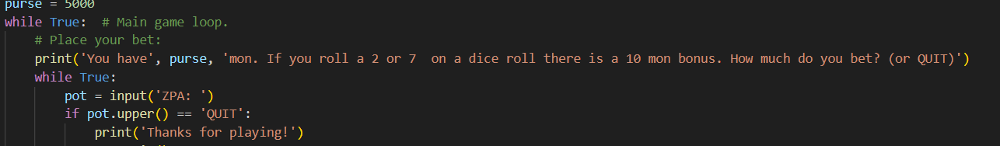 purse = 5000
while True:  # Main game loop.
    # Place your bet:
    print('You have', purse, 'mon. If you roll a 2 or 7  on a dice roll there is a 10 mon bonus. How much do you bet? (or QUIT)')
    while True:
        pot = input('ZPA: ')
        if pot.upper() == 'QUIT':
            print('Thanks for playing!')